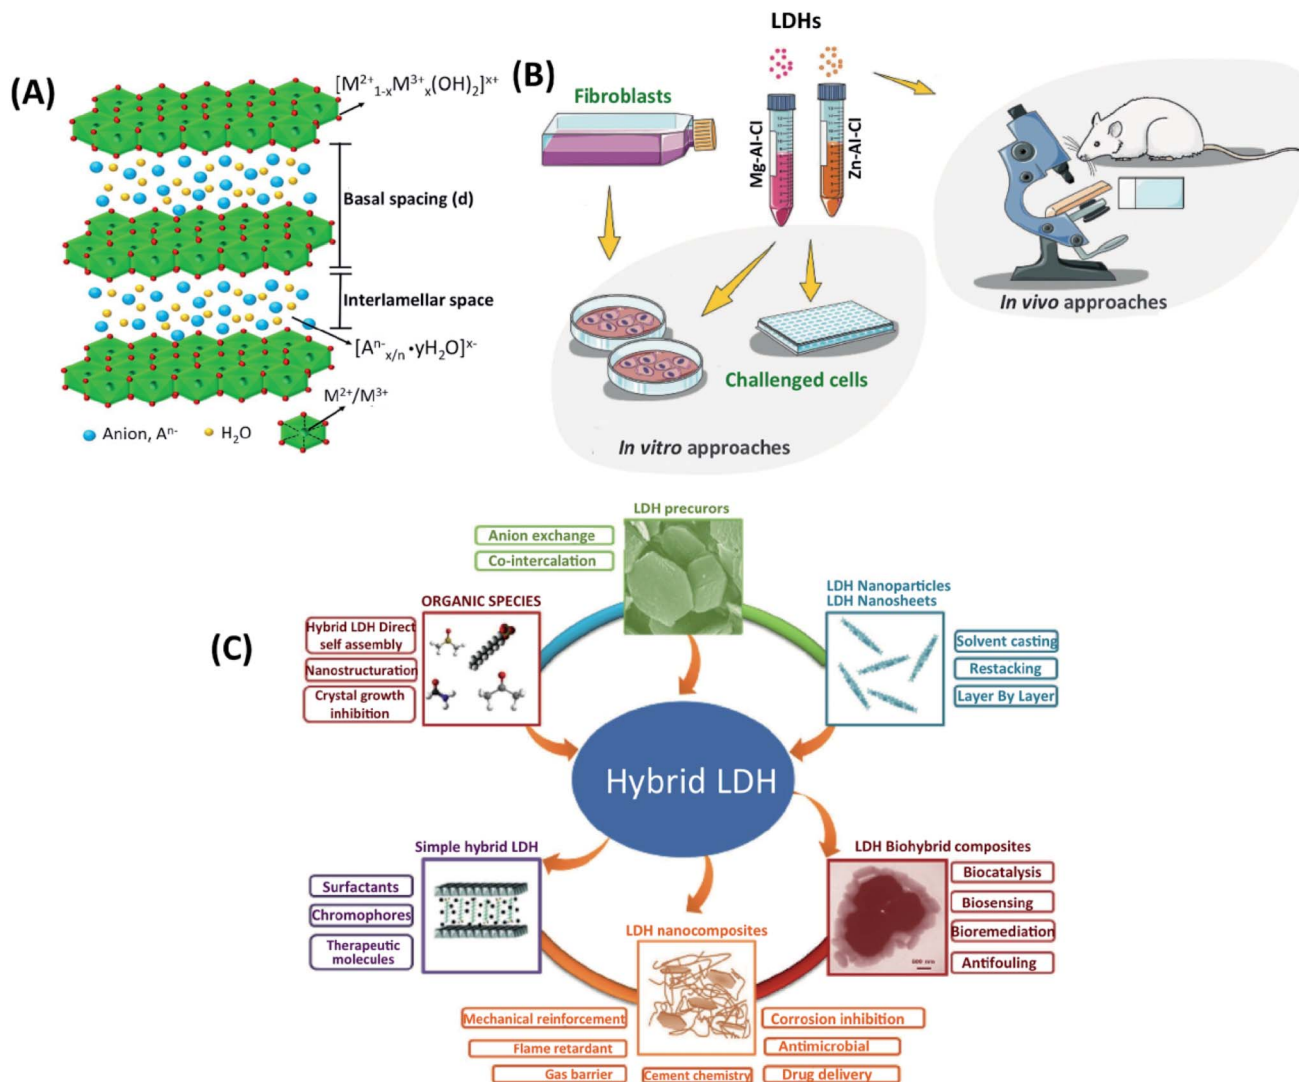 (A)
[M²⁺₁₋ₓM³⁺ₓ(OH)₂]ˣ⁺
Basal spacing (d)
Interlamellar space
[Aⁿ⁻ₓ/ₙ•yH₂O]ˣ⁻
M²⁺/M³⁺
Anion, Aⁿ⁻
H₂O
(B)
LDHs
Fibroblasts
Mg-Al-Cl
Zn-Al-Cl
In vivo approaches
Challenged cells
In vitro approaches
(C)
LDH precurors
Anion exchange
Co-intercalation
ORGANIC SPECIES
Hybrid LDH Direct
self assembly
Nanostructuration
Crystal growth
inhibition
LDH Nanoparticles
LDH Nanosheets
Solvent casting
Restacking
Layer By Layer
Hybrid LDH
Simple hybrid LDH
Surfactants
Chromophores
Therapeutic
molecules
LDH Biohybrid composites
Biocatalysis
Biosensing
Bioremediation
Antifouling
500 nm
LDH nanocomposites
Mechanical reinforcement
Flame retardant
Gas barrier
Cement chemistry
Corrosion inhibition
Antimicrobial
Drug delivery